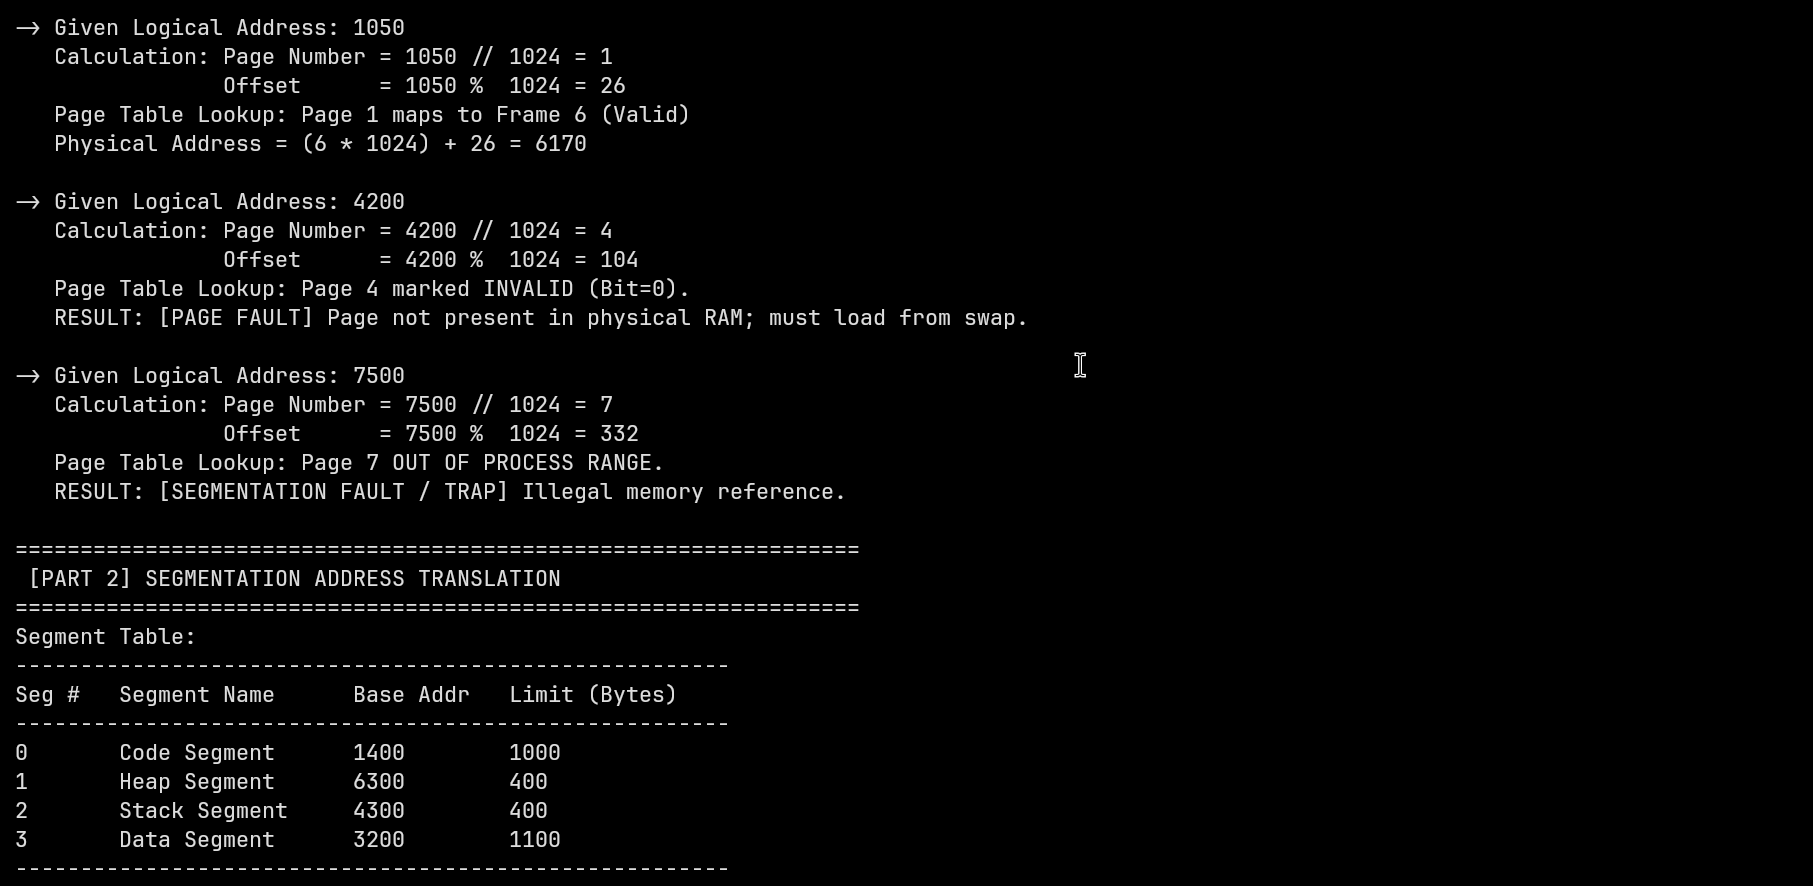 → Given Logical Address: 1050
   Calculation: Page Number = 1050 // 1024 = 1
                Offset      = 1050 %  1024 = 26
   Page Table Lookup: Page 1 maps to Frame 6 (Valid)
   Physical Address = (6 * 1024) + 26 = 6170

→ Given Logical Address: 4200
   Calculation: Page Number = 4200 // 1024 = 4
                Offset      = 4200 %  1024 = 104
   Page Table Lookup: Page 4 marked INVALID (Bit=0).
   RESULT: [PAGE FAULT] Page not present in physical RAM; must load from swap.

→ Given Logical Address: 7500
   Calculation: Page Number = 7500 // 1024 = 7
                Offset      = 7500 %  1024 = 332
   Page Table Lookup: Page 7 OUT OF PROCESS RANGE.
   RESULT: [SEGMENTATION FAULT / TRAP] Illegal memory reference.

=================================================================
 [PART 2] SEGMENTATION ADDRESS TRANSLATION
=================================================================
Segment Table:
-------------------------------------------------------
Seg #   Segment Name      Base Addr   Limit (Bytes)
-------------------------------------------------------
0       Code Segment      1400        1000
1       Heap Segment      6300        400
2       Stack Segment     4300        400
3       Data Segment      3200        1100
-------------------------------------------------------